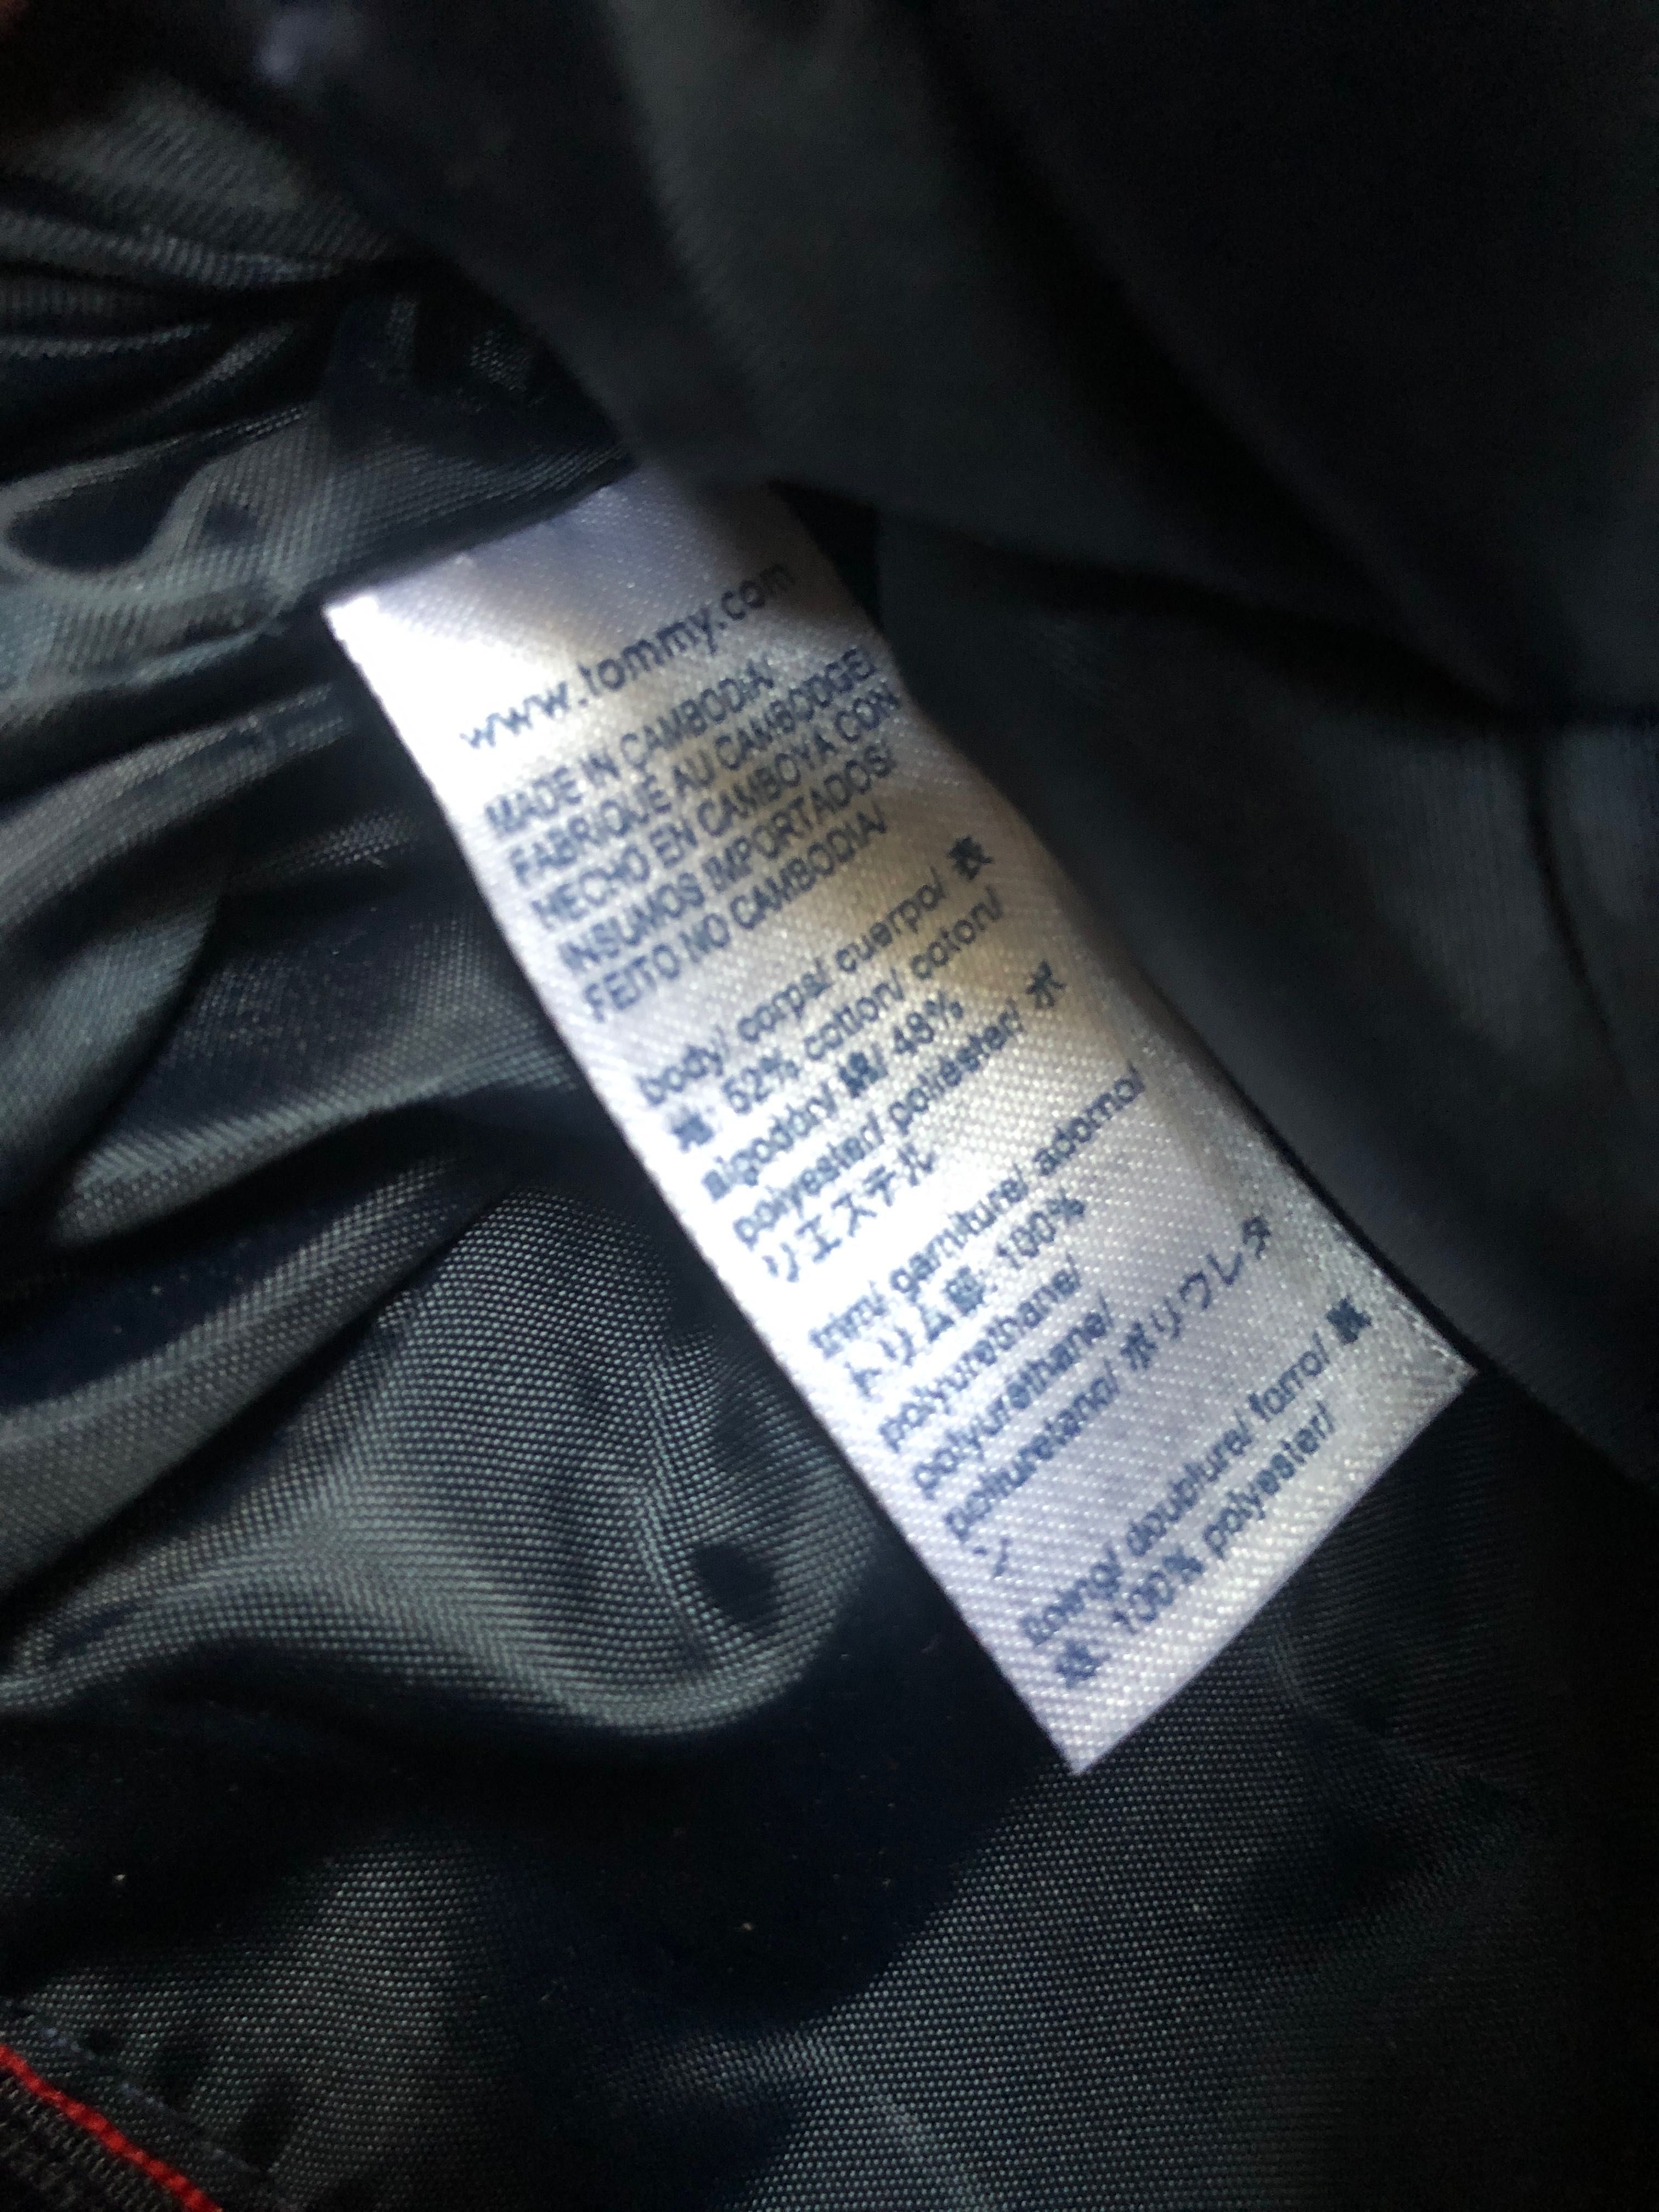 www.tommy.com
MADE IN CAMBODIA/
FABRIQUÉ AU CAMBODGE/
HECHO EN CAMBOYA CON
INSUMOS IMPORTADOS/
FEITO NO CAMBODIA/
body/ corps/ cuerpo/ 表
地: 52% cotton/ coton/
algodón/ 綿/ 48%
polyester/ poliéster/ ポ
リエステル
trim/ garniture/ adorno/
トリム部: 100%
polyurethane/
polyuréthane/
poliuretano/ ポリウレタ
ン
lining/ doublure/ forro/ 裏
地: 100% polyester/